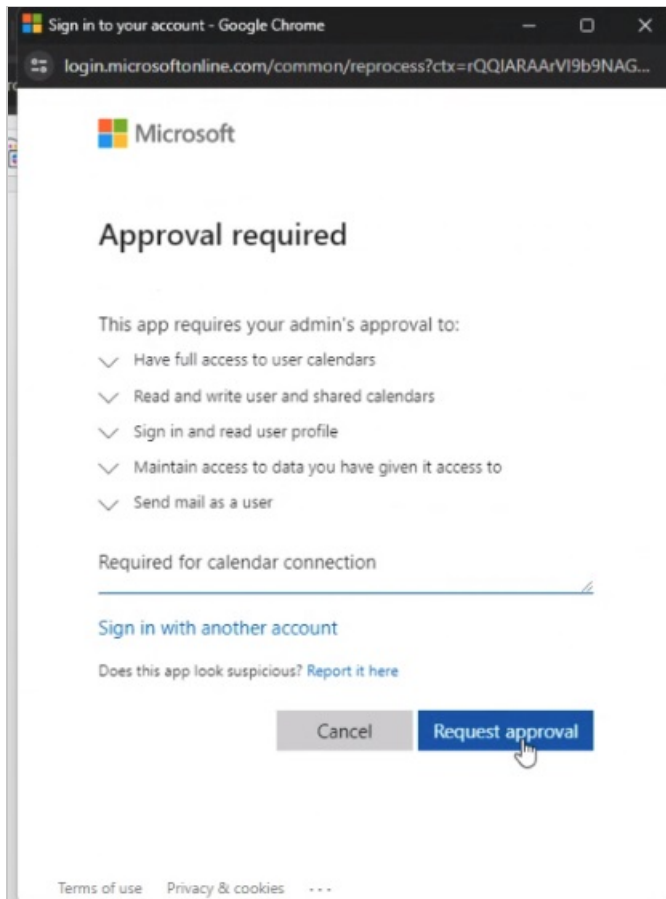 Sign in to your account - Google Chrome
login.microsoftonline.com/common/reprocess?ctx=rQQIARAArVI9b9NAG...
Microsoft
Approval required
This app requires your admin's approval to:
Have full access to user calendars
Read and write user and shared calendars
Sign in and read user profile
Maintain access to data you have given it access to
Send mail as a user
Required for calendar connection
Sign in with another account
Does this app look suspicious? Report it here
Cancel Request approval
Terms of use Privacy & cookies ...